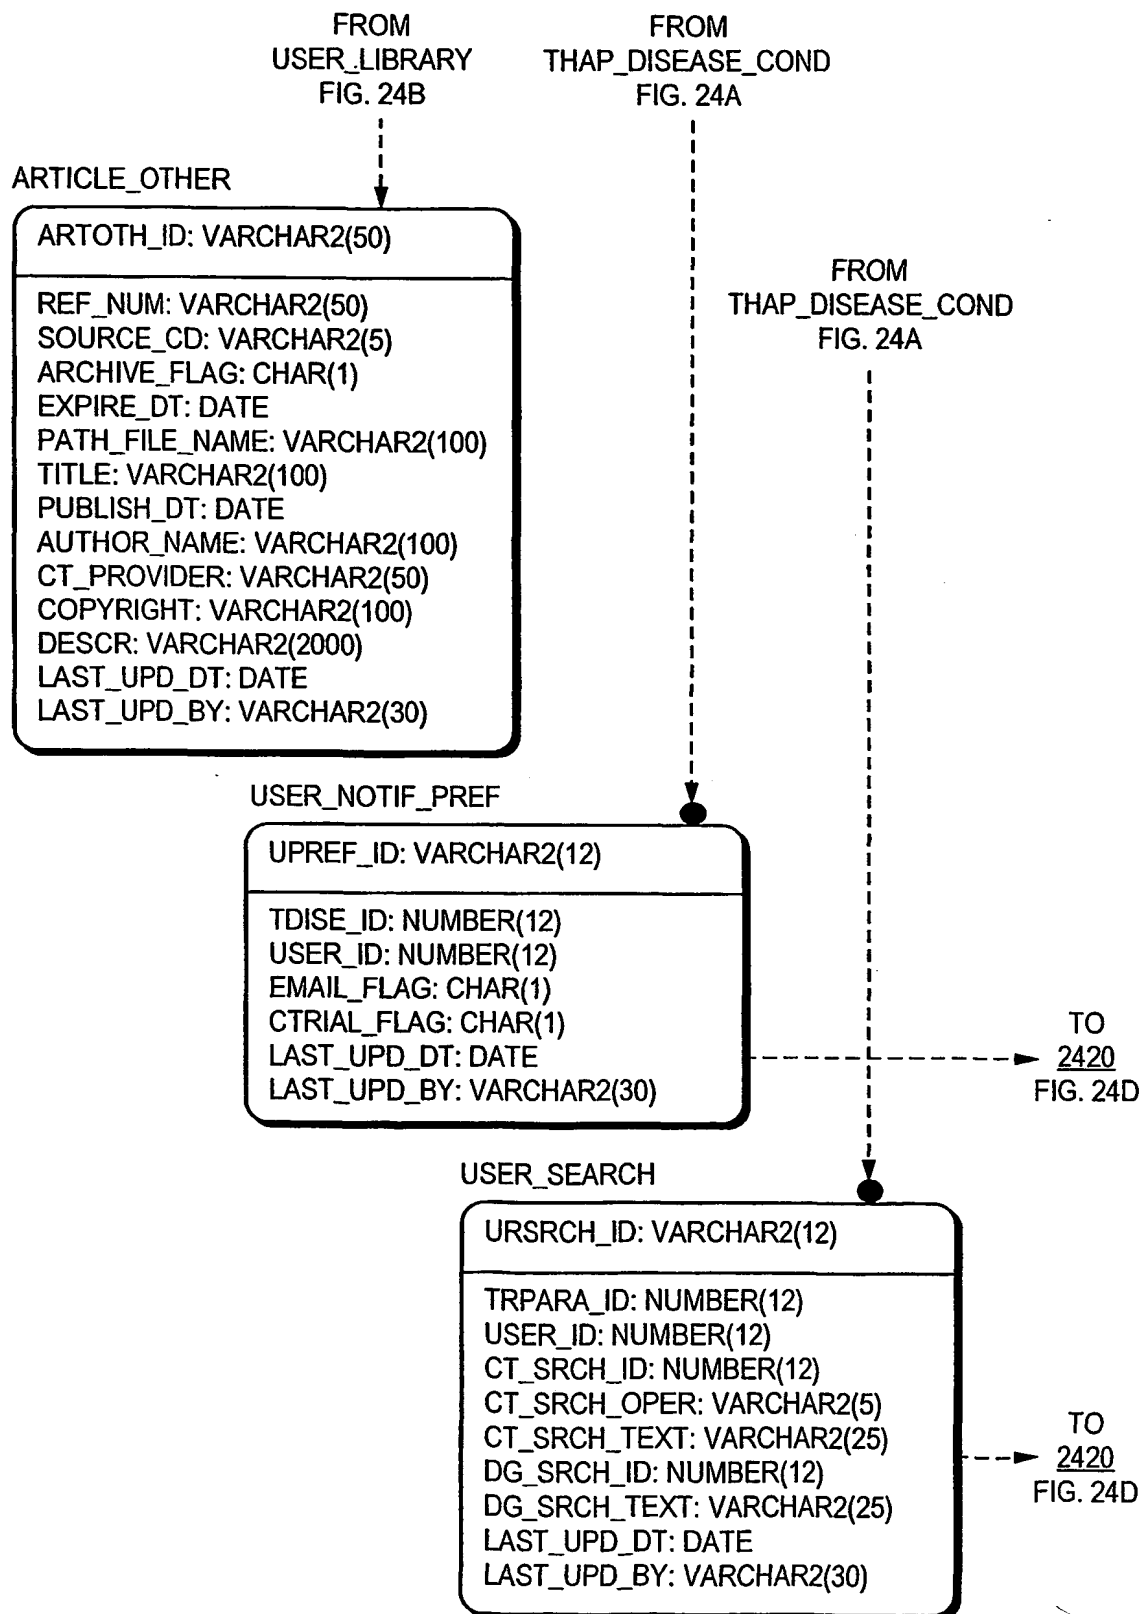 FROM
USER_LIBRARY
FIG. 24B
FROM
THAP_DISEASE_COND
FIG. 24A
ARTICLE_OTHER
ARTOTH_ID: VARCHAR2(50)
REF_NUM: VARCHAR2(50)
SOURCE_CD: VARCHAR2(5)
ARCHIVE_FLAG: CHAR(1)
EXPIRE_DT: DATE
PATH_FILE_NAME: VARCHAR2(100)
TITLE: VARCHAR2(100)
PUBLISH_DT: DATE
AUTHOR_NAME: VARCHAR2(100)
CT_PROVIDER: VARCHAR2(50)
COPYRIGHT: VARCHAR2(100)
DESCR: VARCHAR2(2000)
LAST_UPD_DT: DATE
LAST_UPD_BY: VARCHAR2(30)
FROM
THAP_DISEASE_COND
FIG. 24A
USER_NOTIF_PREF
UPREF_ID: VARCHAR2(12)
TDISE_ID: NUMBER(12)
USER_ID: NUMBER(12)
EMAIL_FLAG: CHAR(1)
CTRIAL_FLAG: CHAR(1)
LAST_UPD_DT: DATE
LAST_UPD_BY: VARCHAR2(30)
TO
2420
FIG. 24D
USER_SEARCH
URSRCH_ID: VARCHAR2(12)
TRPARA_ID: NUMBER(12)
USER_ID: NUMBER(12)
CT_SRCH_ID: NUMBER(12)
CT_SRCH_OPER: VARCHAR2(5)
CT_SRCH_TEXT: VARCHAR2(25)
DG_SRCH_ID: NUMBER(12)
DG_SRCH_TEXT: VARCHAR2(25)
LAST_UPD_DT: DATE
LAST_UPD_BY: VARCHAR2(30)
TO
2420
FIG. 24D